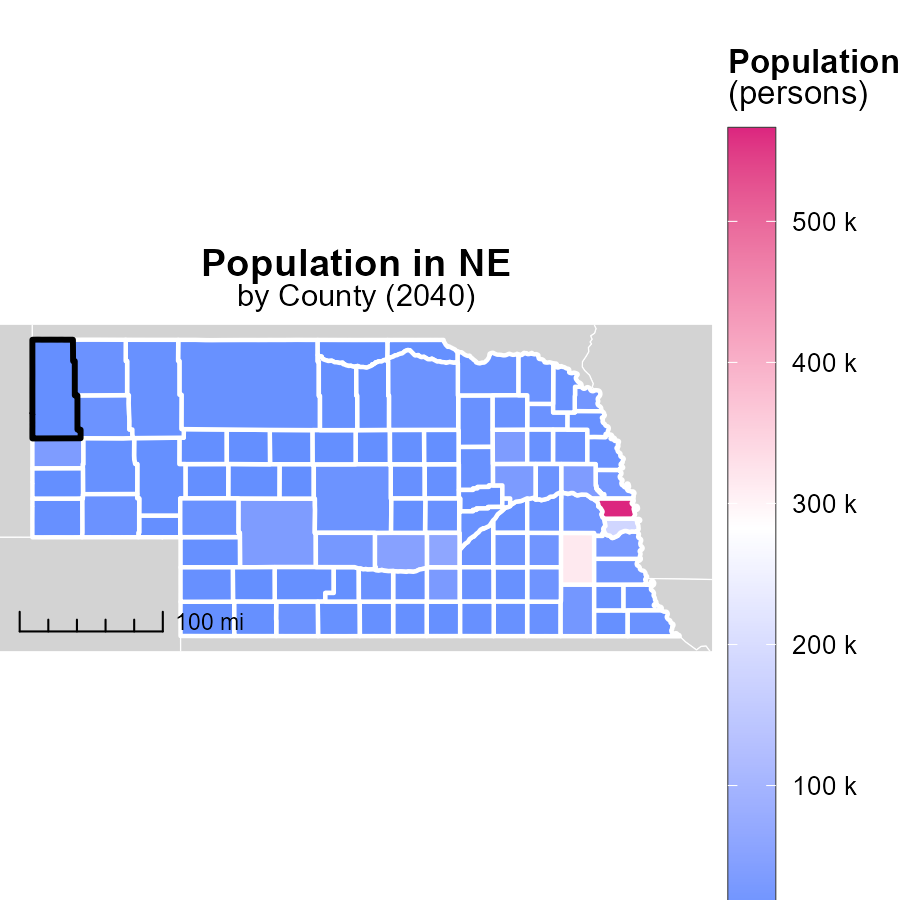 Population
(persons)
500 k
400 k
300 k
200 k
100 k
Population in NE
by County (2040)
100 mi